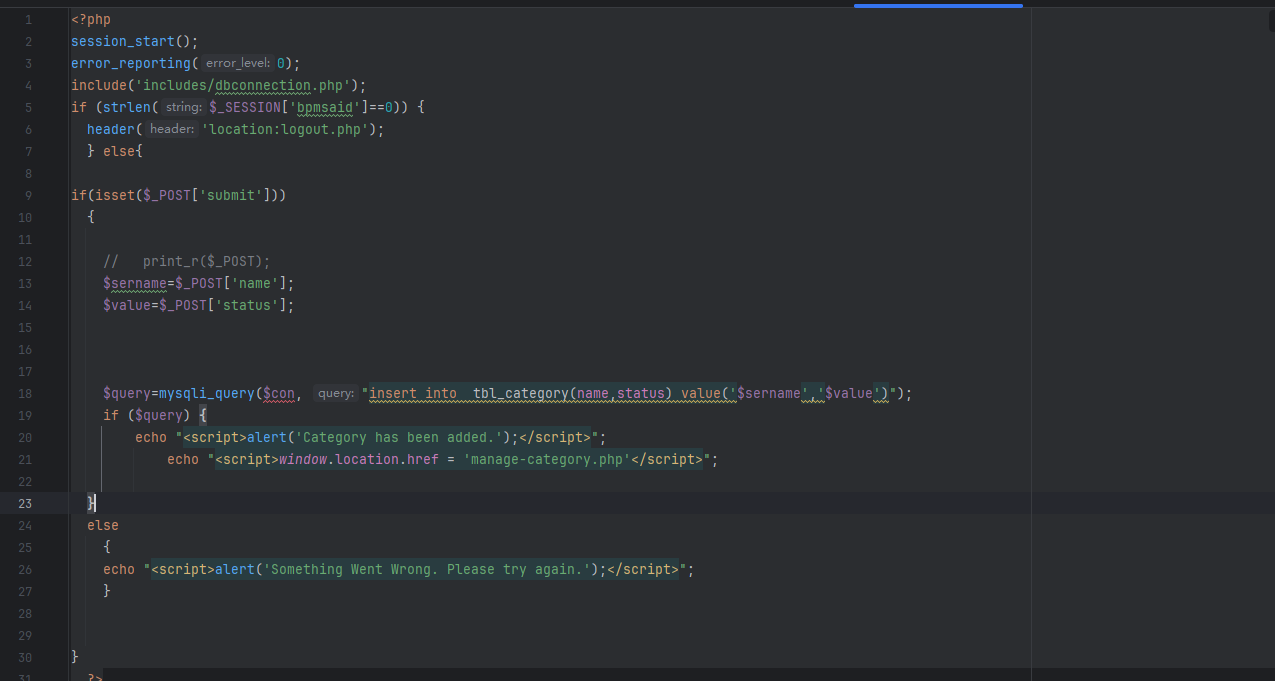 1 <?php
2 session_start();
3 error_reporting( error_level: 0);
4 include('includes/dbconnection.php');
5 if (strlen( string: $_SESSION['bpmsaid']==0)) {
6 header( header: 'location:logout.php');
7 } else{
8
9 if(isset($_POST['submit']))
10 {
11
12 //   print_r($_POST);
13 $sername=$_POST['name'];
14 $value=$_POST['status'];
15
16
17
18 $query=mysqli_query($con, query: "insert into  tbl_category(name,status) value('$sername','$value')");
19 if ($query) {
20 echo "<script>alert('Category has been added.');</script>";
21 echo "<script>window.location.href = 'manage-category.php'</script>";
22
23 }
24 else
25 {
26 echo "<script>alert('Something Went Wrong. Please try again.');</script>";
27 }
28
29
30 }
31 ?>